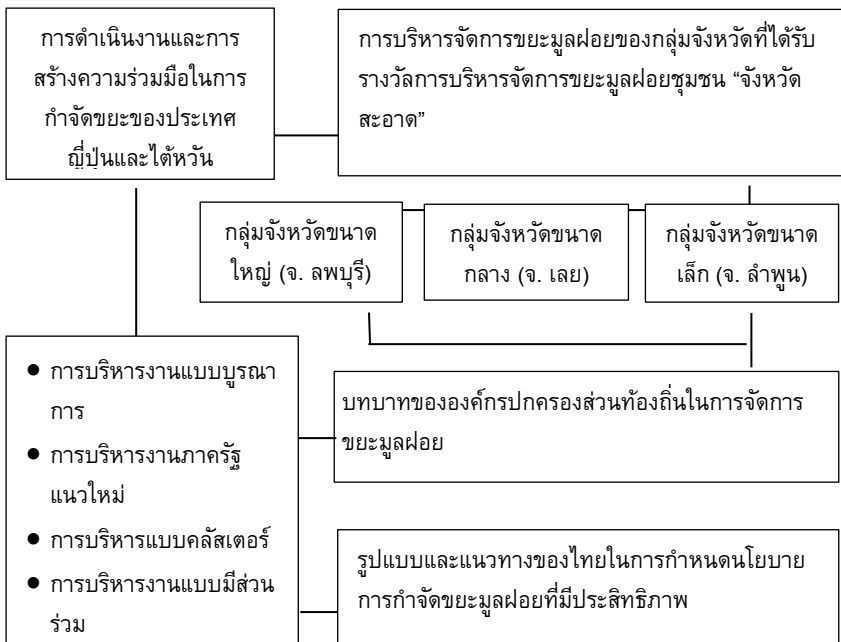 การดำเนินงานและการ
สร้างความร่วมมือในการ
กำจัดขยะของประเทศ
ญี่ปุ่นและไต้หวัน
การบริหารจัดการขยะมูลฝอยของกลุ่มจังหวัดที่ได้รับ
รางวัลการบริหารจัดการขยะมูลฝอยชุมชน “จังหวัด
สะอาด”
กลุ่มจังหวัดขนาด
ใหญ่ (จ. ลพบุรี)
กลุ่มจังหวัดขนาด
กลาง (จ. เลย)
กลุ่มจังหวัดขนาด
เล็ก (จ. ลำพูน)
● การบริหารงานแบบบูรณา
การ
● การบริหารงานภาครัฐ
แนวใหม่
● การบริหารแบบคลัสเตอร์
● การบริหารงานแบบมีส่วน
ร่วม
บทบาทขององค์กรปกครองส่วนท้องถิ่นในการจัดการ
ขยะมูลฝอย
รูปแบบและแนวทางของไทยในการกำหนดนโยบาย
การกำจัดขยะมูลฝอยที่มีประสิทธิภาพ